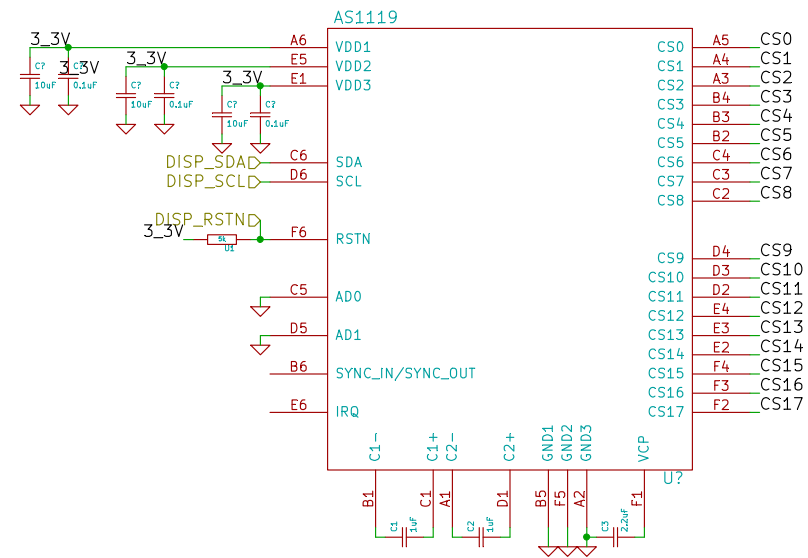 AS1119
3_3V A6 VDD1 CS0 A5 CS0
3_3V E5 VDD2 CS1 A4 CS1
3_3V C? C? 3_3V E1 VDD3 CS2 A3 CS2
10uF 0.1uF C? C? CS3 B4 CS3
10uF 0.1uF C? C? CS4 B3 CS4
10uF 0.1uF CS5 B2 CS5
DISP_SDA C6 SDA CS6 C4 CS6
DISP_SCL D6 SCL CS7 C3 CS7
CS8 C2 CS8
DISP_RSTN
3_3V 5k U1 F6 RSTN
CS9 D4 CS9
CS10 D3 CS10
C5 AD0 CS11 D2 CS11
CS12 E4 CS12
D5 AD1 CS13 E3 CS13
CS14 E2 CS14
B6 SYNC_IN/SYNC_OUT CS15 F4 CS15
CS16 F3 CS16
E6 IRQ CS17 F2 CS17
C1- C1+ C2- C2+ GND1 GND2 GND3 VCP
U?
B1 C1 A1 D1 B5 F5 A2 F1
C1 1uF C2 1uF C3 2.2uF